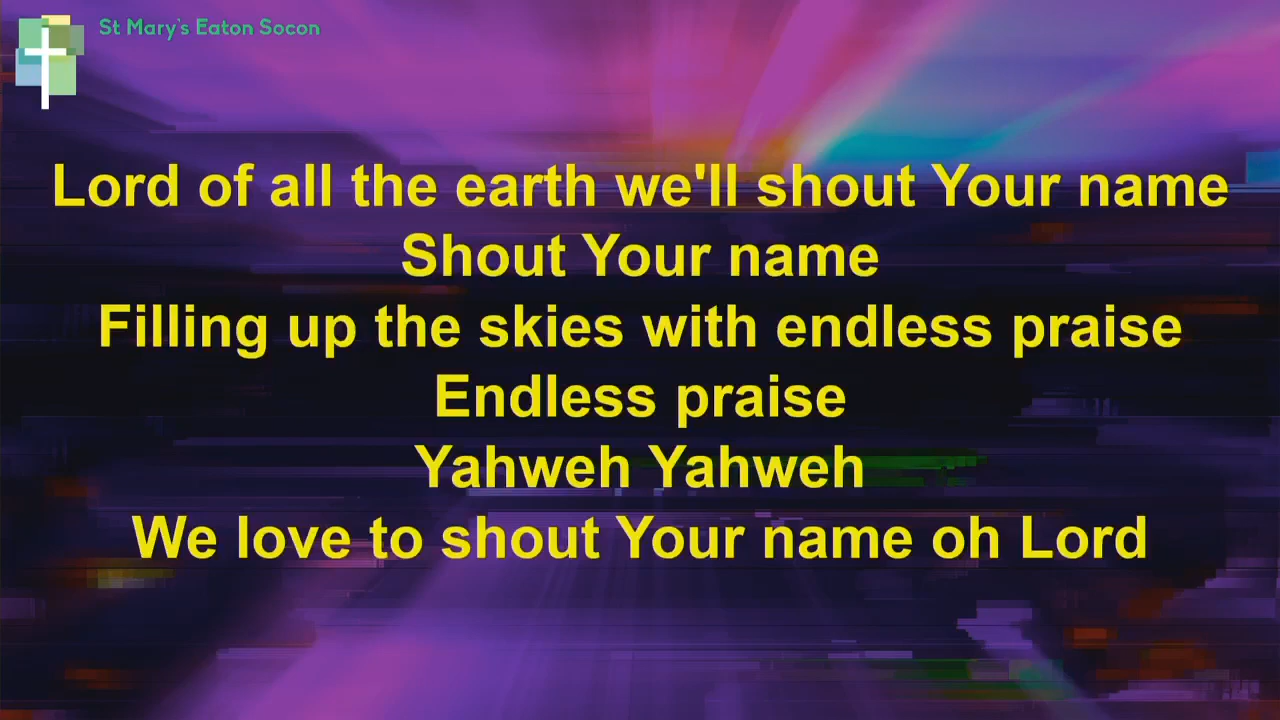 St Mary's Eaton Socon
Lord of all the earth we'll shout Your name
Shout Your name
Filling up the skies with endless praise
Endless praise
Yahweh Yahweh
We love to shout Your name oh Lord